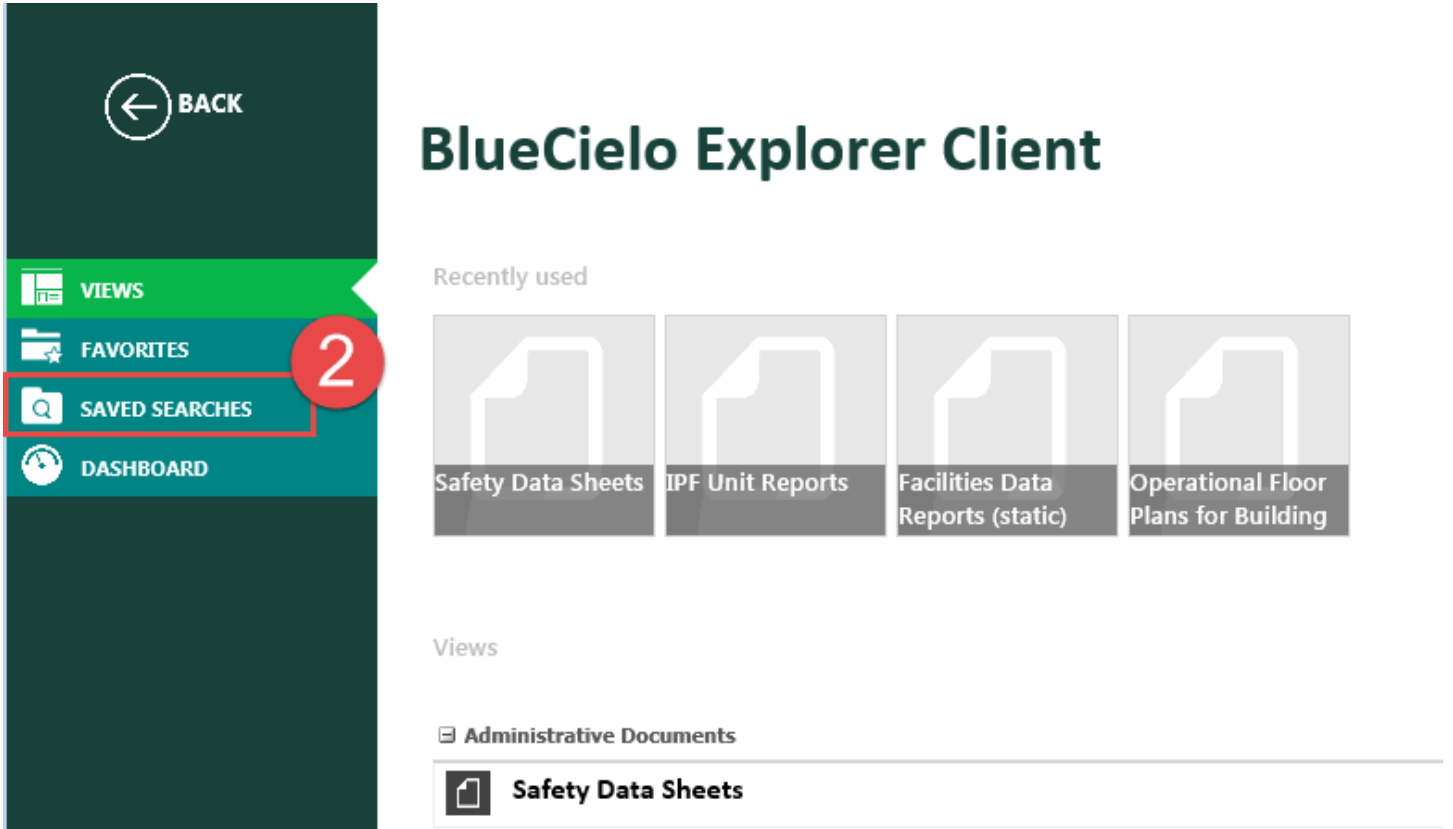 BACK
BlueCielo Explorer Client
VIEWS
FAVORITES
2
SAVED SEARCHES
DASHBOARD
Recently used
Safety Data Sheets
IPF Unit Reports
Facilities Data
Reports (static)
Operational Floor
Plans for Building
Views
Administrative Documents
Safety Data Sheets